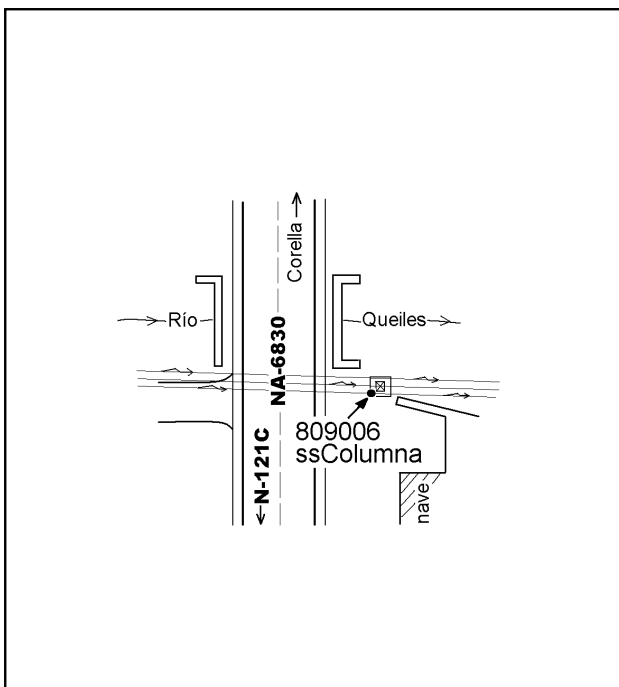 Corella
Río
Queiles
NA-6830
N-121C
809006
ssColumna
nave